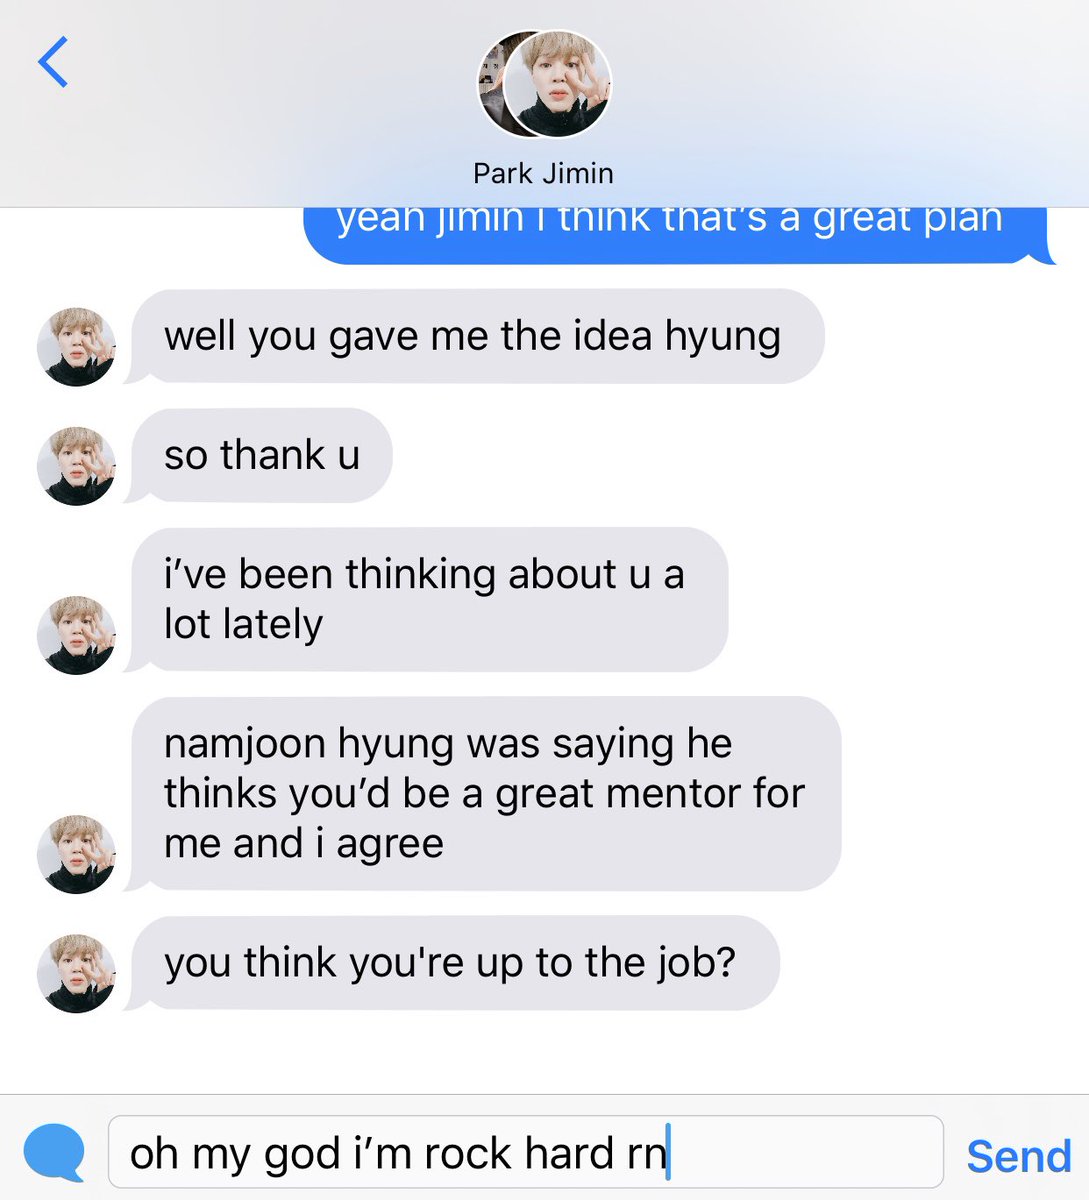 Park Jimin
yeah jimin i think that's a great plan
well you gave me the idea hyung
so thank u
i’ve been thinking about u a
lot lately
namjoon hyung was saying he
thinks you’d be a great mentor for
me and i agree
you think you're up to the job?
oh my god i’m rock hard rn
Send